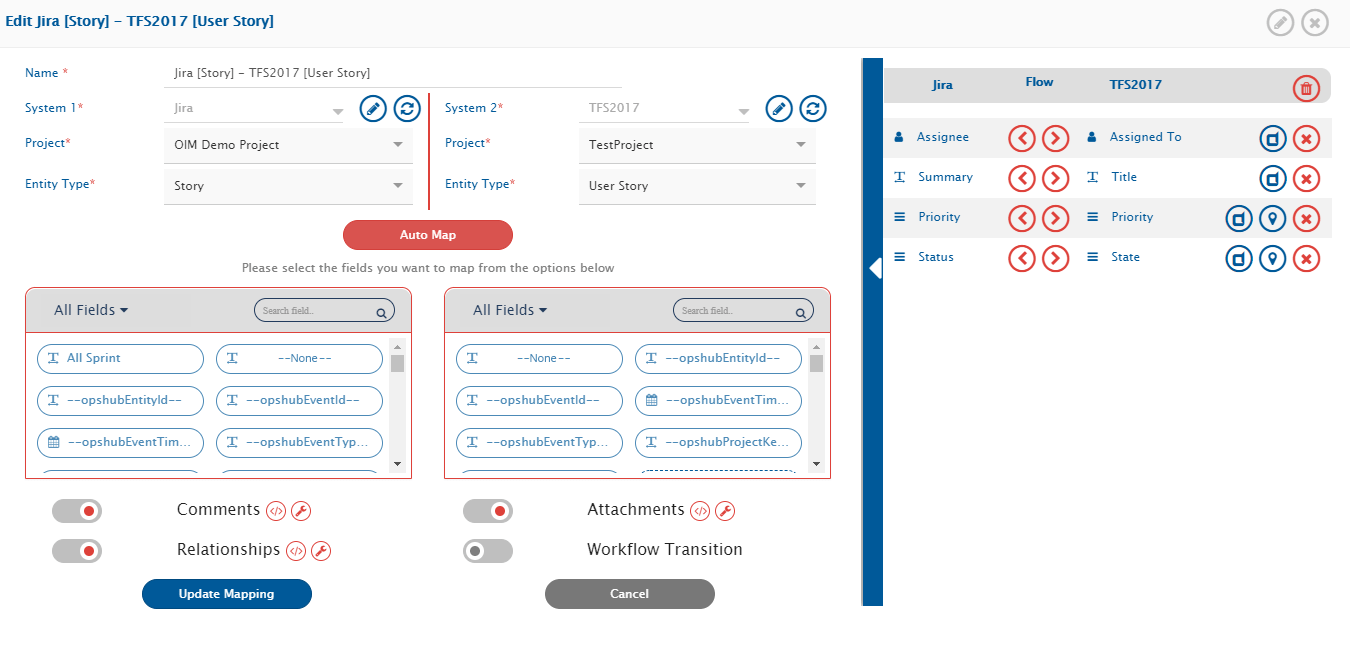 Edit Jira [Story] – TFS2017 [User Story]
Name *
Jira [Story] – TFS2017 [User Story]
System 1*
Jira
System 2*
TFS2017
Project*
OIM Demo Project
Project*
TestProject
Entity Type*
Story
Entity Type*
User Story
Auto Map
Please select the fields you want to map from the options below
All Fields
Search field..
All Sprint
--None--
--opshubEntityId--
--opshubEventId--
--opshubEventTim...
--opshubEventTyp...
All Fields
Search field..
--None--
--opshubEntityId--
--opshubEventId--
--opshubEventTim...
--opshubEventTyp...
--opshubProjectKe...
Comments
Attachments
Relationships
Workflow Transition
Update Mapping
Cancel
Jira Flow TFS2017
Assignee Assigned To
Summary Title
Priority Priority
Status State